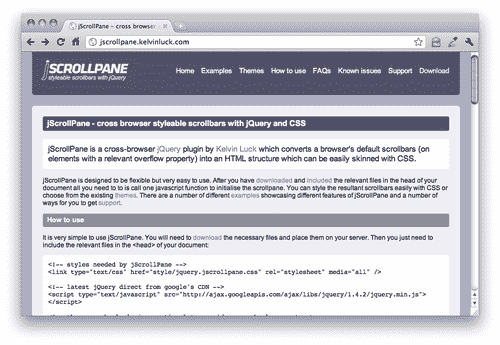 jScrollPane - cross browser
jscrollpane.kelvinluck.com
jSCROLLPANE
styleable scrollbars with jQuery
Home Examples Themes How to use FAQs Known issues Support Download
jScrollPane - cross browser styleable scrollbars with jQuery and CSS
jScrollPane is a cross-browser jQuery plugin by Kelvin Luck which converts a browser's default scrollbars (on
elements with a relevant overflow property) into an HTML structure which can be easily skinned with CSS.
jScrollPane is designed to be flexible but very easy to use. After you have downloaded and included the relevant files in the head of your
document all you need to to is call one javascript function to initialise the scrollpane. You can style the resultant scrollbars easily with CSS or
choose from the existing themes. There are a number of different examples showcasing different features of jScrollPane and a number of
ways for you to get support.
How to use
It is very simple to use jScrollPane. You will need to download the necessary files and place them on your server. Then you just need to
include the relevant files in the <head> of your document:
<!-- styles needed by jScrollPane -->
<link type="text/css" href="style/jquery.jscrollpane.css" rel="stylesheet" media="all" />
<!-- latest jQuery direct from google's CDN -->
<script type="text/javascript" src="http://ajax.googleapis.com/ajax/libs/jquery/1.4.2/jquery.min.js">
</script>